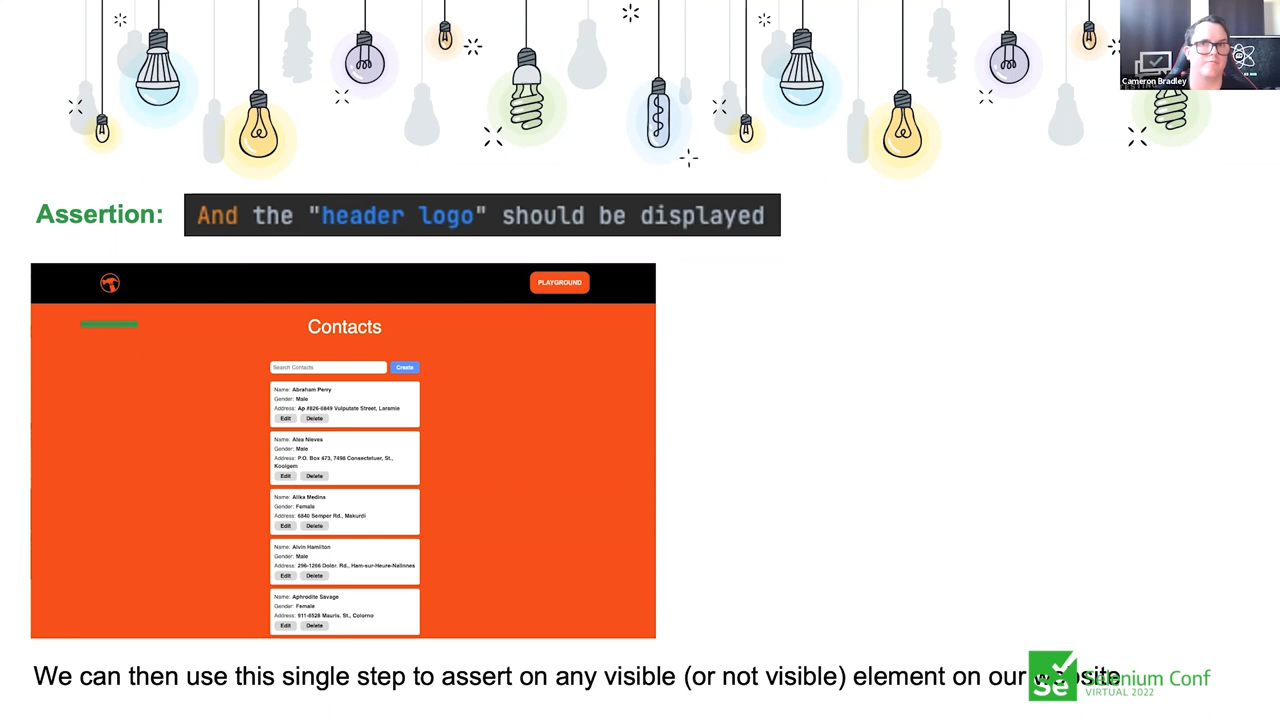 Cameron Bradley
Assertion:
And the "header logo" should be displayed
PLAYGROUND
Contacts
Search Contacts
Create
Name: Abraham Perry
Gender: Male
Address: Ap #826-6849 Vulputate Street, Laramie
Edit Delete
Name: Alea Nieves
Gender: Male
Address: P.O. Box 473, 7498 Consectetuer, St.,
Koolgem
Edit Delete
Name: Alika Medina
Gender: Female
Address: 6840 Semper Rd., Makurdi
Edit Delete
Name: Alvin Hamilton
Gender: Male
Address: 296-1266 Dolor. Rd., Ham-sur-Heure-Nalinnes
Edit Delete
Name: Aphrodite Savage
Gender: Female
Address: 911-8528 Mauris. St., Colorno
Edit Delete
We can then use this single step to assert on any visible (or not visible) element on our website
Se
Selenium Conf
VIRTUAL 2022